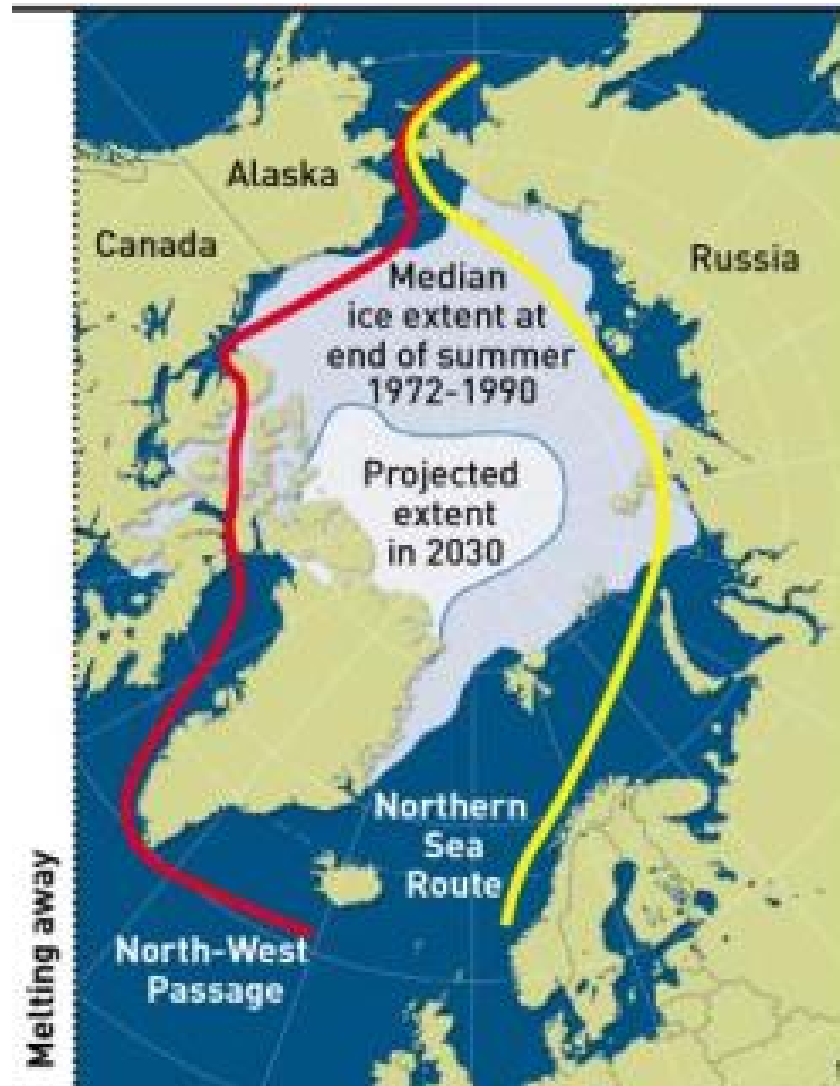 Alaska
Canada
Russia
Median
ice extent at
end of summer
1972-1990
Projected
extent
in 2030
Northern
Sea
Route
North-West
Passage
Melting away